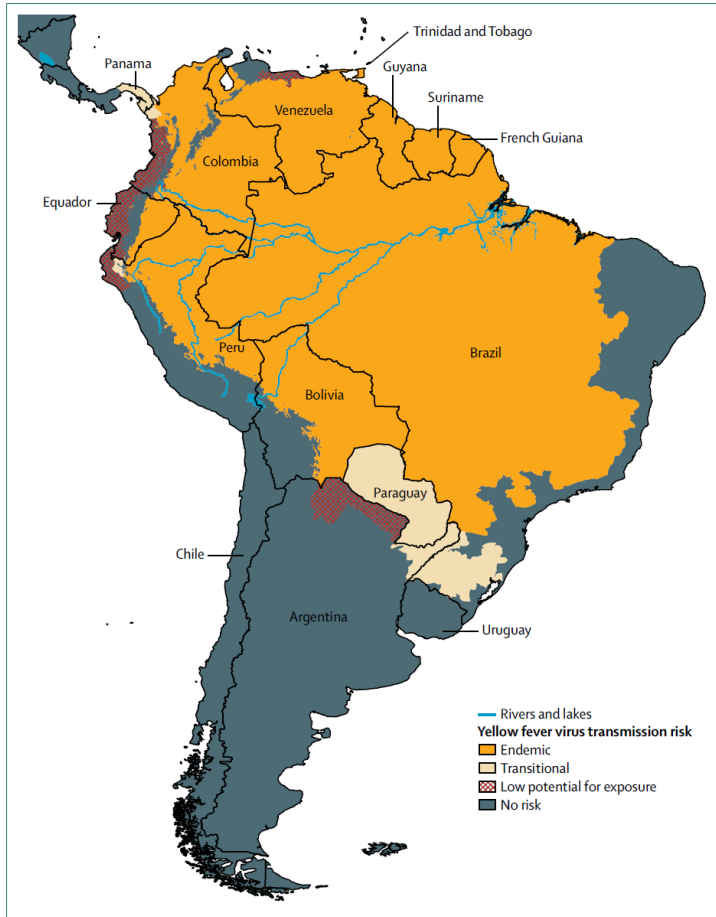 Trinidad and Tobago
Panama
Guyana
Suriname
Venezuela
French Guiana
Colombia
Equador
Peru
Brazil
Bolivia
Paraguay
Chile
Argentina
Uruguay
Rivers and lakes
Yellow fever virus transmission risk
Endemic
Transitional
Low potential for exposure
No risk